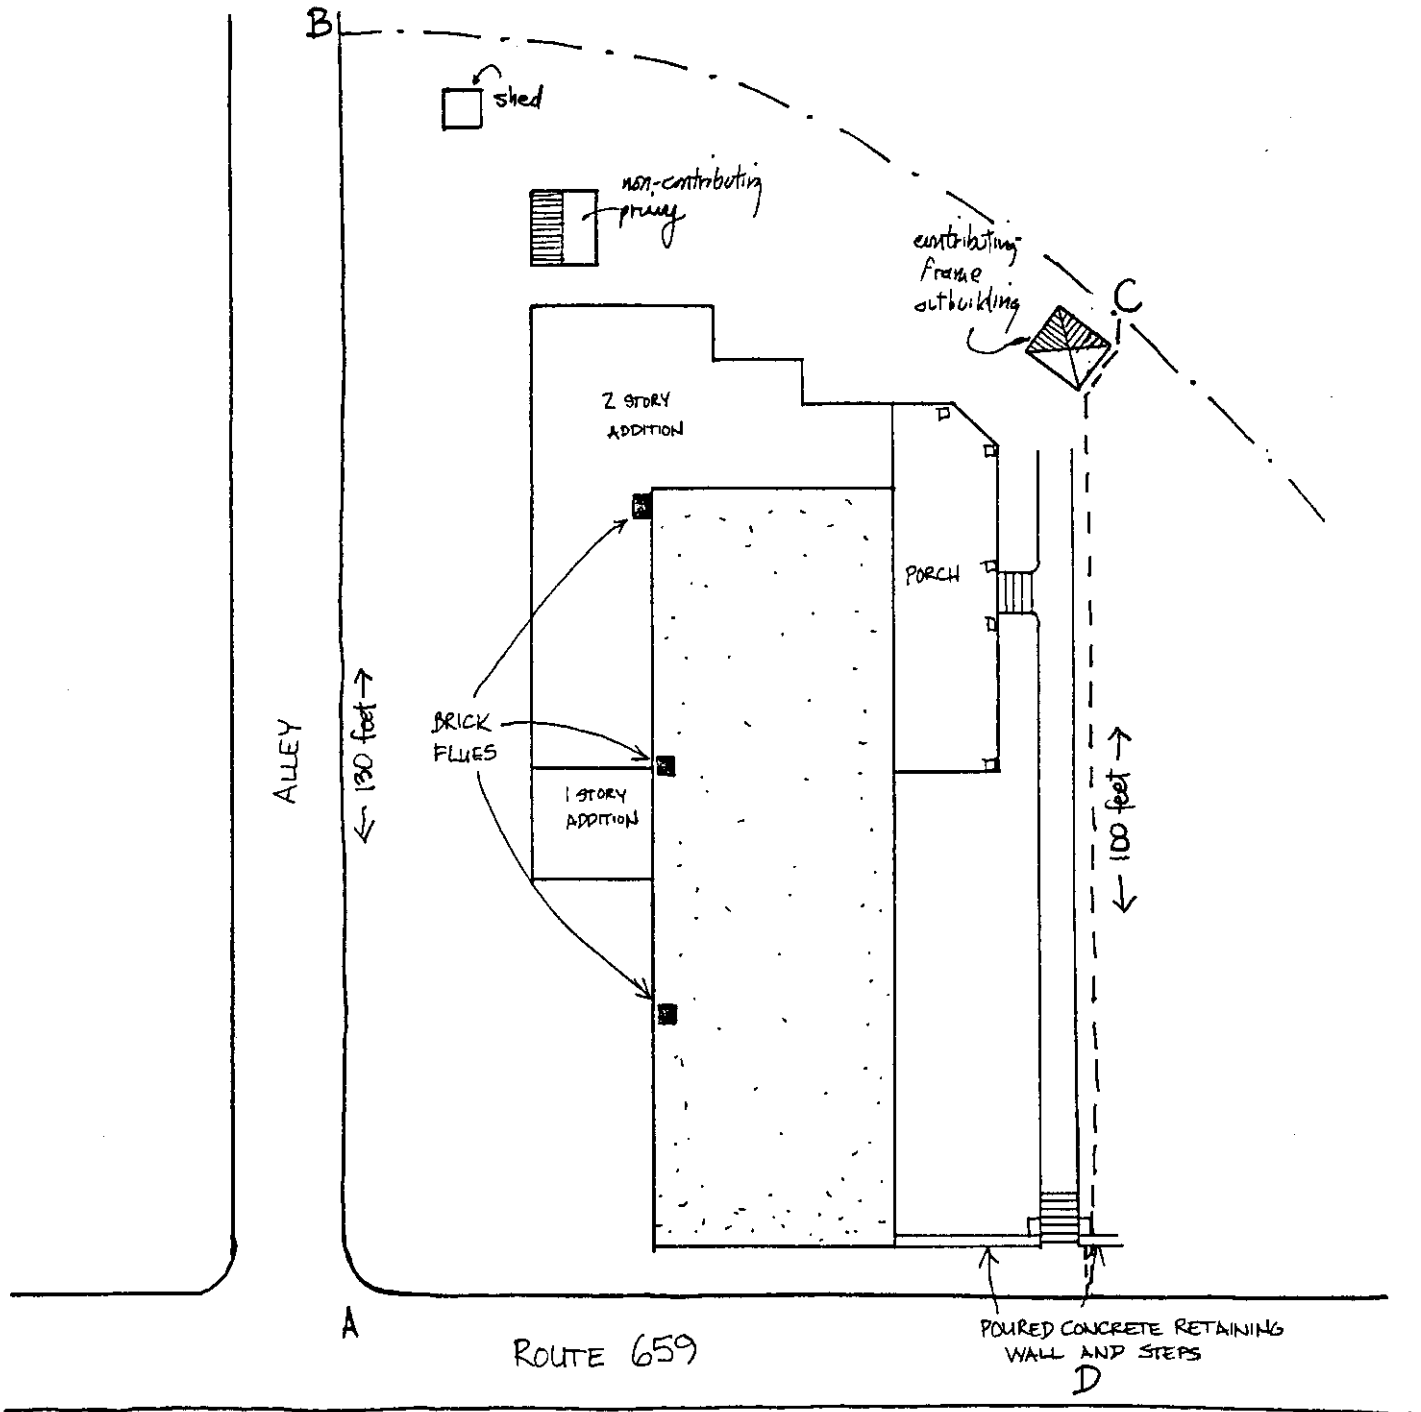 B
shed
non-contributing
privy
contributing
frame
outbuilding
C
2 STORY
ADDITION
PORCH
BRICK
FLUES
ALLEY
130 feet
1 STORY
ADDITION
100 feet
A
ROUTE 659
POURED CONCRETE RETAINING
WALL AND STEPS
D